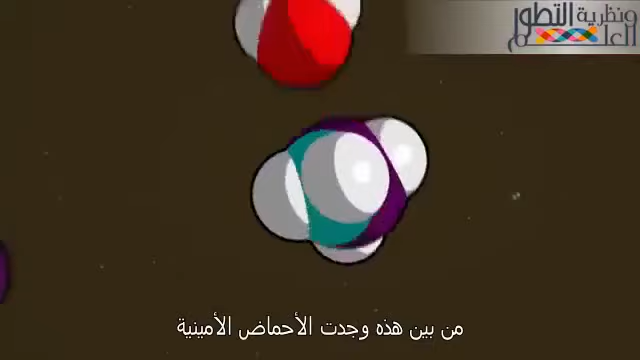 ونظرية التطور
العلم
من بين هذه وجدت الأحماض الأمينية